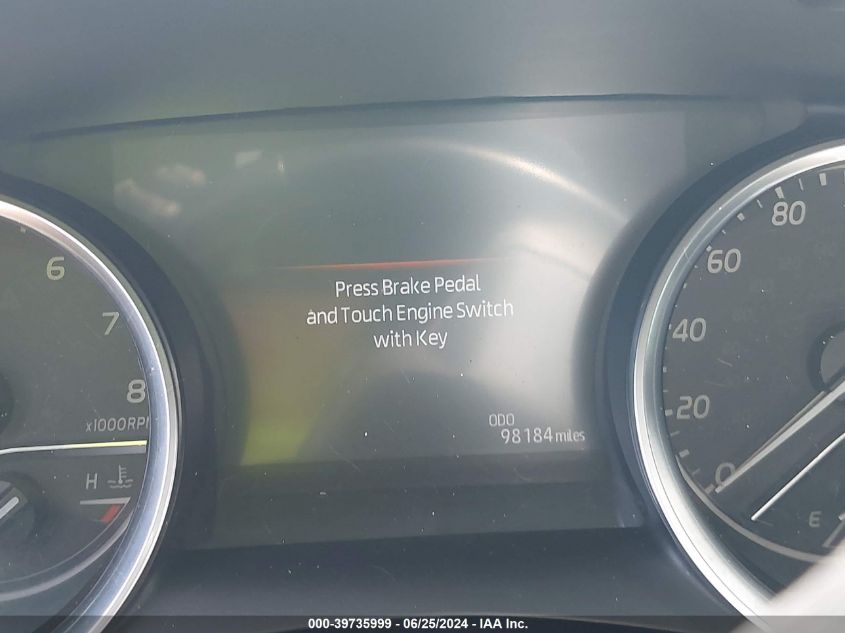 Press Brake Pedal
and Touch Engine Switch
with Key
ODO
98184 miles
6
7
8
x1000RP
H
80
60
40
20
0
E
000-39735999 - 06/25/2024 - IAA Inc.